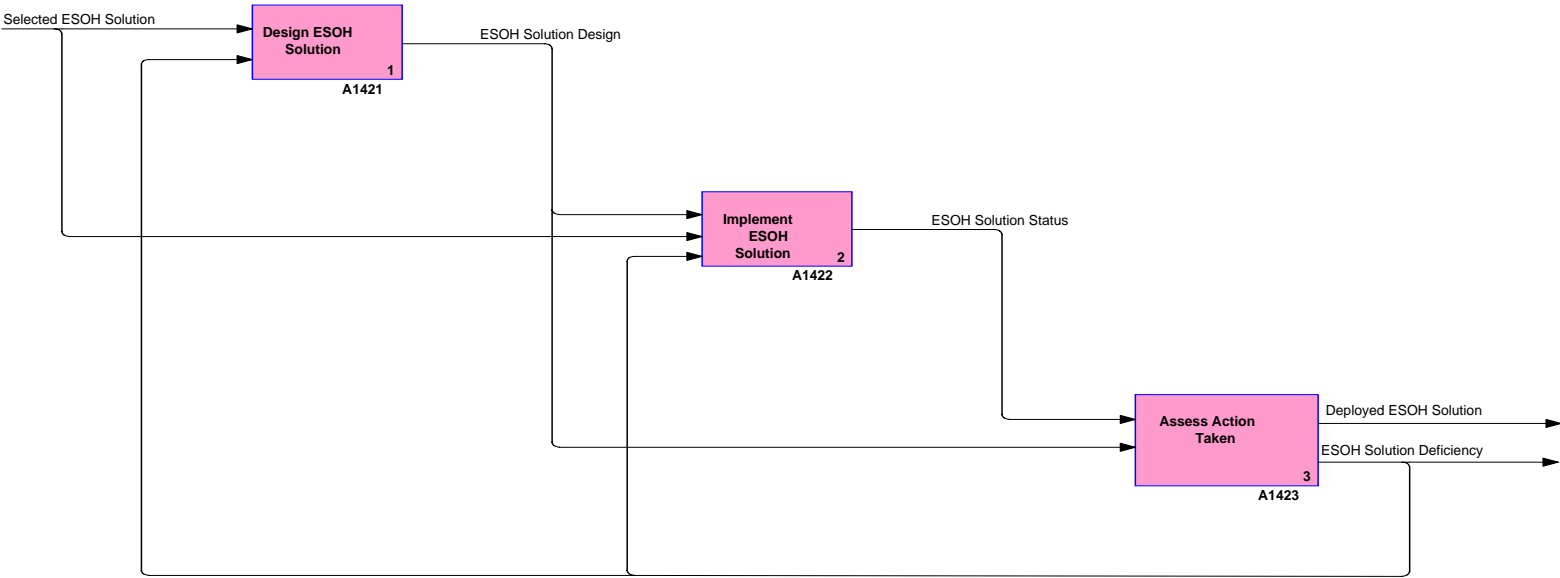 Selected ESOH Solution
Design ESOH
Solution
1
A1421
ESOH Solution Design
Implement
ESOH
Solution
2
A1422
ESOH Solution Status
Assess Action
Taken
3
A1423
Deployed ESOH Solution
ESOH Solution Deficiency